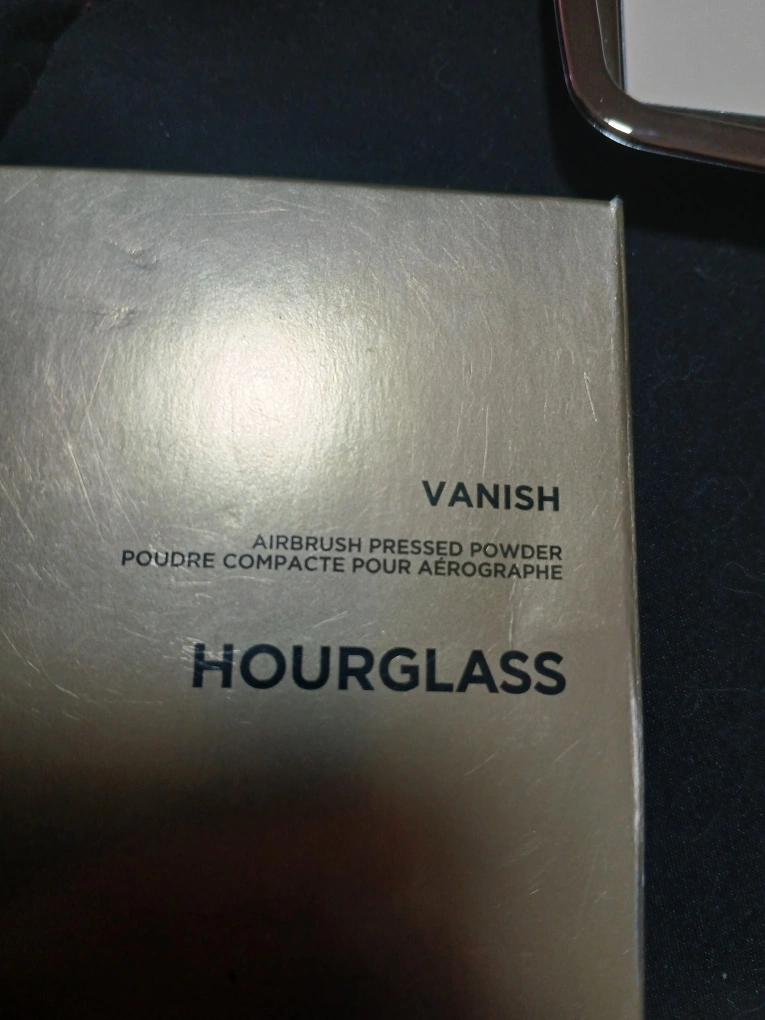 VANISH
AIRBRUSH PRESSED POWDER
POUDRE COMPACTE POUR AÉROGRAPHE
HOURGLASS